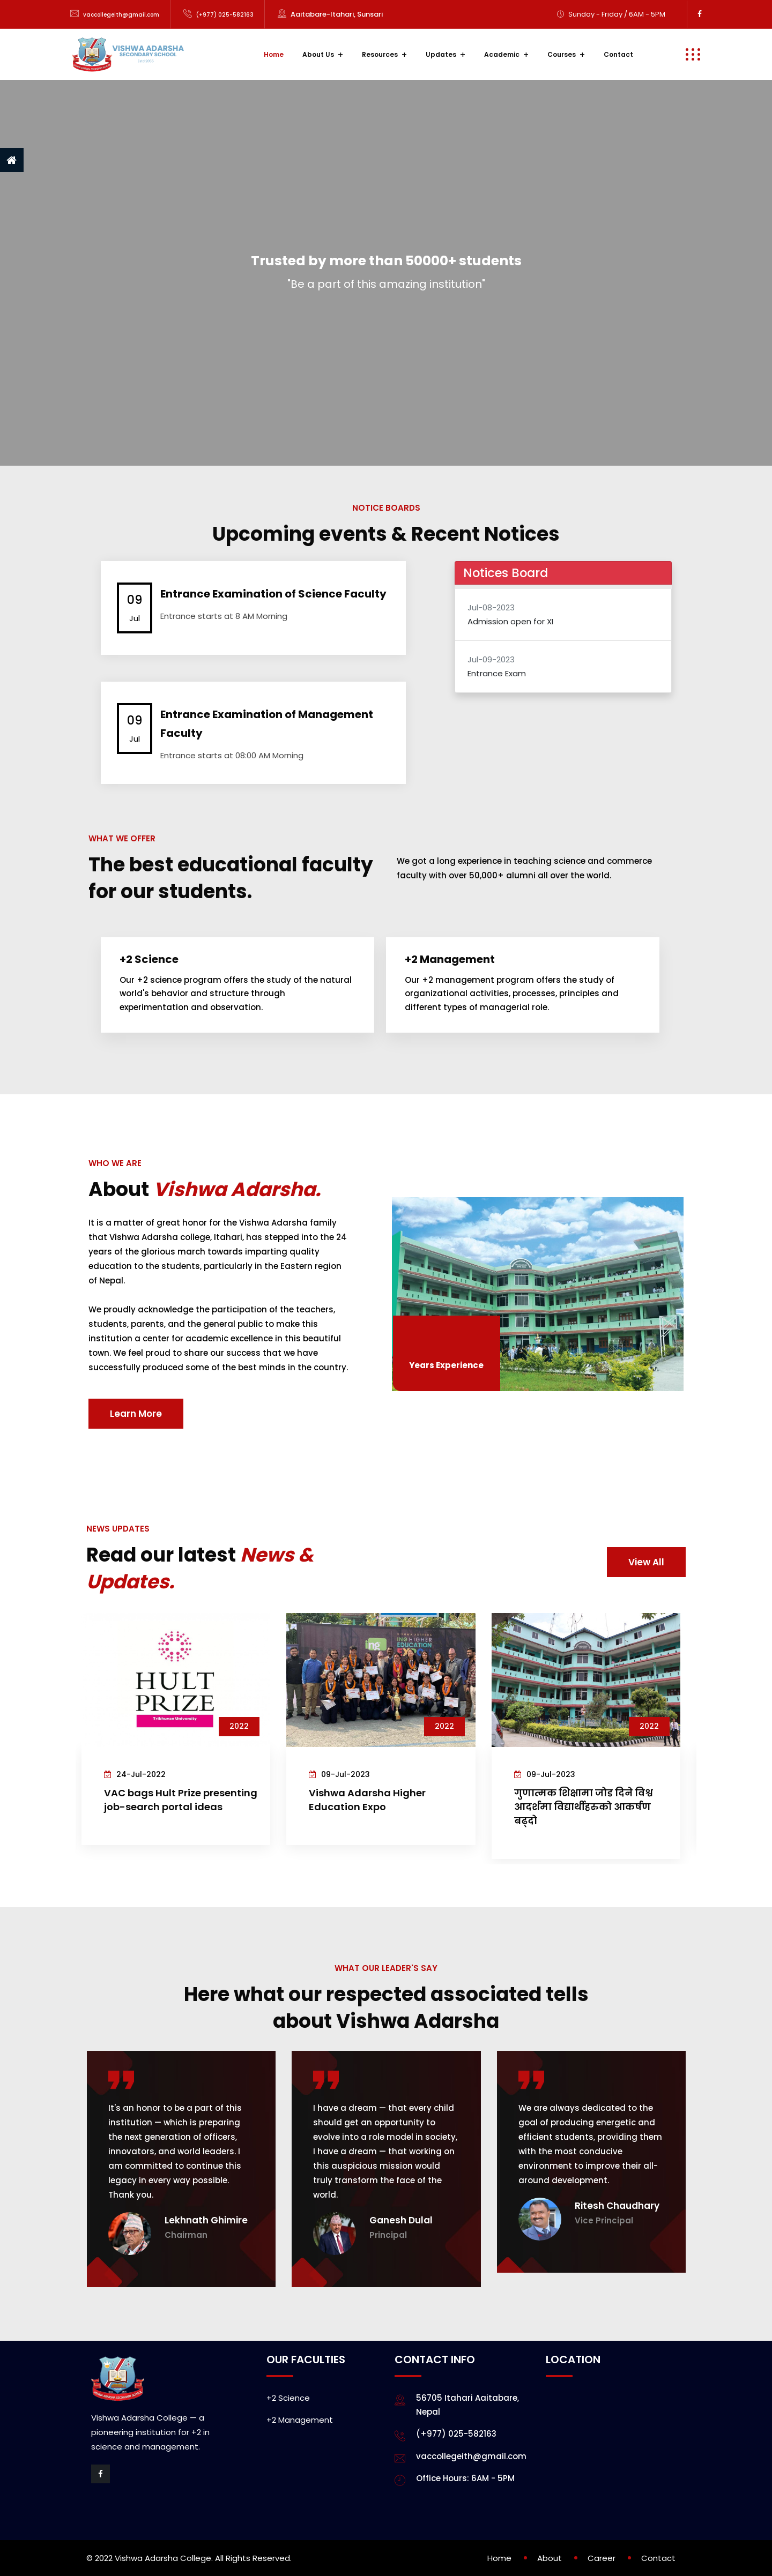 vaccollegeith@gmail.com
(+977) 025-582163
Aaitabare-Itahari, Sunsari
Sunday - Friday / 6AM - 5PM
VISHWA ADARSHA
SECONDARY SCHOOL
Home
About Us +
Resources +
Updates +
Academic +
Courses +
Contact
Trusted by more than 50000+ students
"Be a part of this amazing institution"
NOTICE BOARDS
Upcoming events & Recent Notices
09
Jul
Entrance Examination of Science Faculty
Entrance starts at 8 AM Morning
09
Jul
Entrance Examination of Management
Faculty
Entrance starts at 08:00 AM Morning
Notices Board
Jul-08-2023
Admission open for XI
Jul-09-2023
Entrance Exam
WHAT WE OFFER
The best educational faculty
for our students.
We got a long experience in teaching science and commerce
faculty with over 50,000+ alumni all over the world.
+2 Science
Our +2 science program offers the study of the natural
world's behavior and structure through
experimentation and observation.
+2 Management
Our +2 management program offers the study of
organizational activities, processes, principles and
different types of managerial role.
WHO WE ARE
About Vishwa Adarsha.
It is a matter of great honor for the Vishwa Adarsha family
that Vishwa Adarsha college, Itahari, has stepped into the 24
years of the glorious march towards imparting quality
education to the students, particularly in the Eastern region
of Nepal.
We proudly acknowledge the participation of the teachers,
students, parents, and the general public to make this
institution a center for academic excellence in this beautiful
town. We feel proud to share our success that we have
successfully produced some of the best minds in the country.
Learn More
Years Experience
NEWS UPDATES
Read our latest News &
Updates.
View All
HULT
PRIZE
Tribhuvan University
2022
24-Jul-2022
VAC bags Hult Prize presenting
job-search portal ideas
HIGHER
EDUCATION
2022
09-Jul-2023
Vishwa Adarsha Higher
Education Expo
2022
09-Jul-2023
गुणात्मक शिक्षामा जोड दिने विश्व
आदर्शमा विद्यार्थीहरुको आकर्षण
बढ्दो
WHAT OUR LEADER'S SAY
Here what our respected associated tells
about Vishwa Adarsha
It's an honor to be a part of this
institution — which is preparing
the next generation of officers,
innovators, and world leaders. I
am committed to continue this
legacy in every way possible.
Thank you.
Lekhnath Ghimire
Chairman
I have a dream — that every child
should get an opportunity to
evolve into a role model in society,
I have a dream — that working on
this auspicious mission would
truly transform the face of the
world.
Ganesh Dulal
Principal
We are always dedicated to the
goal of producing energetic and
efficient students, providing them
with the most conducive
environment to improve their all-
around development.
Ritesh Chaudhary
Vice Principal
Vishwa Adarsha College — a
pioneering institution for +2 in
science and management.
OUR FACULTIES
+2 Science
+2 Management
CONTACT INFO
56705 Itahari Aaitabare,
Nepal
(+977) 025-582163
vaccollegeith@gmail.com
Office Hours: 6AM - 5PM
LOCATION
© 2022 Vishwa Adarsha College. All Rights Reserved.
Home
About
Career
Contact